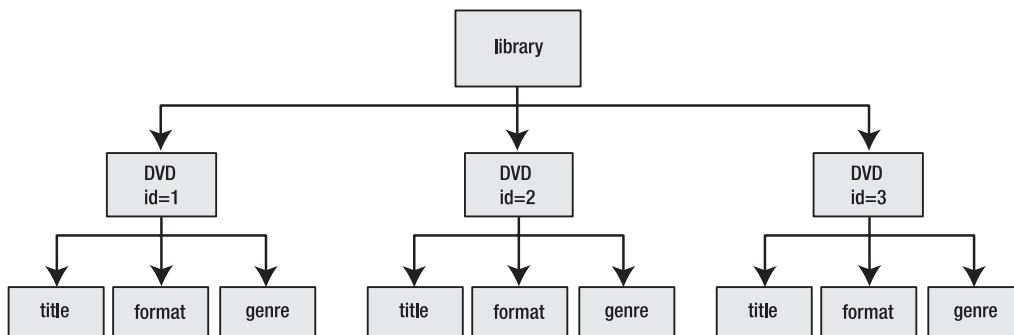 library
DVD
id=1
DVD
id=2
DVD
id=3
title
format
genre
title
format
genre
title
format
genre